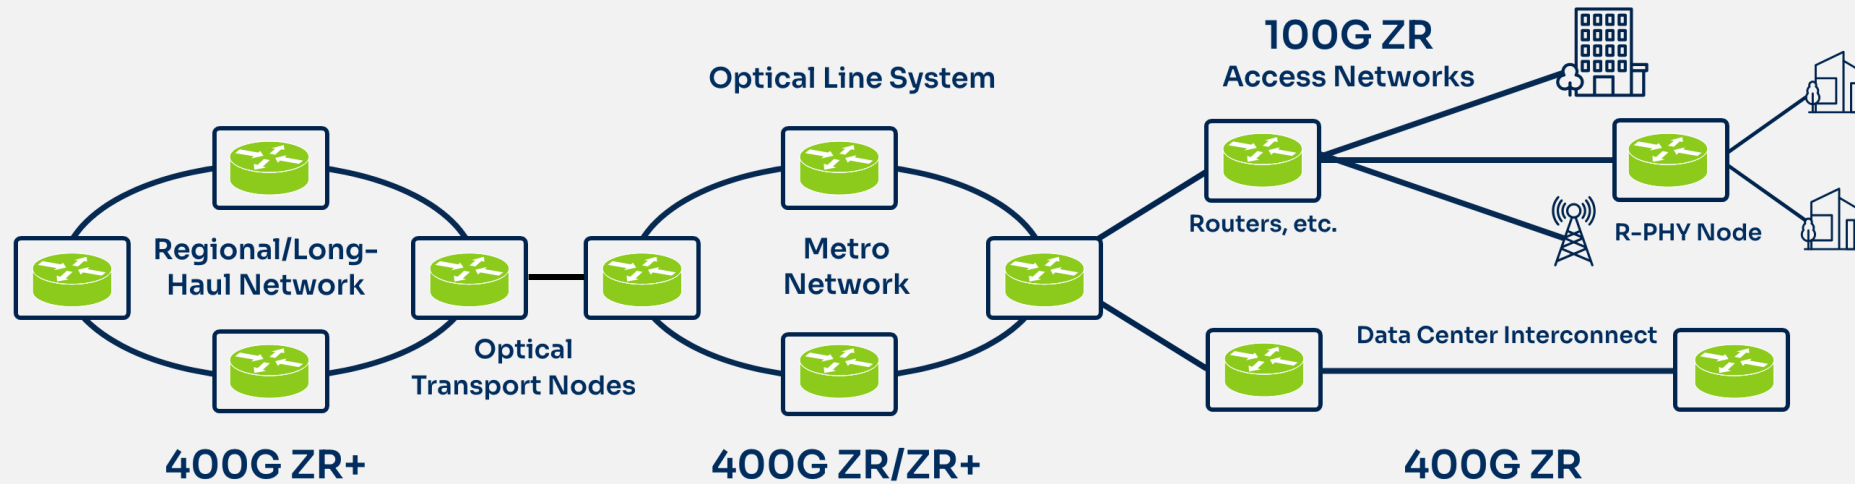 100G ZR
Access Networks
Optical Line System
Regional/Long-
Haul Network
Metro
Network
Routers, etc.
R-PHY Node
Optical
Transport Nodes
Data Center Interconnect
400G ZR+
400G ZR/ZR+
400G ZR